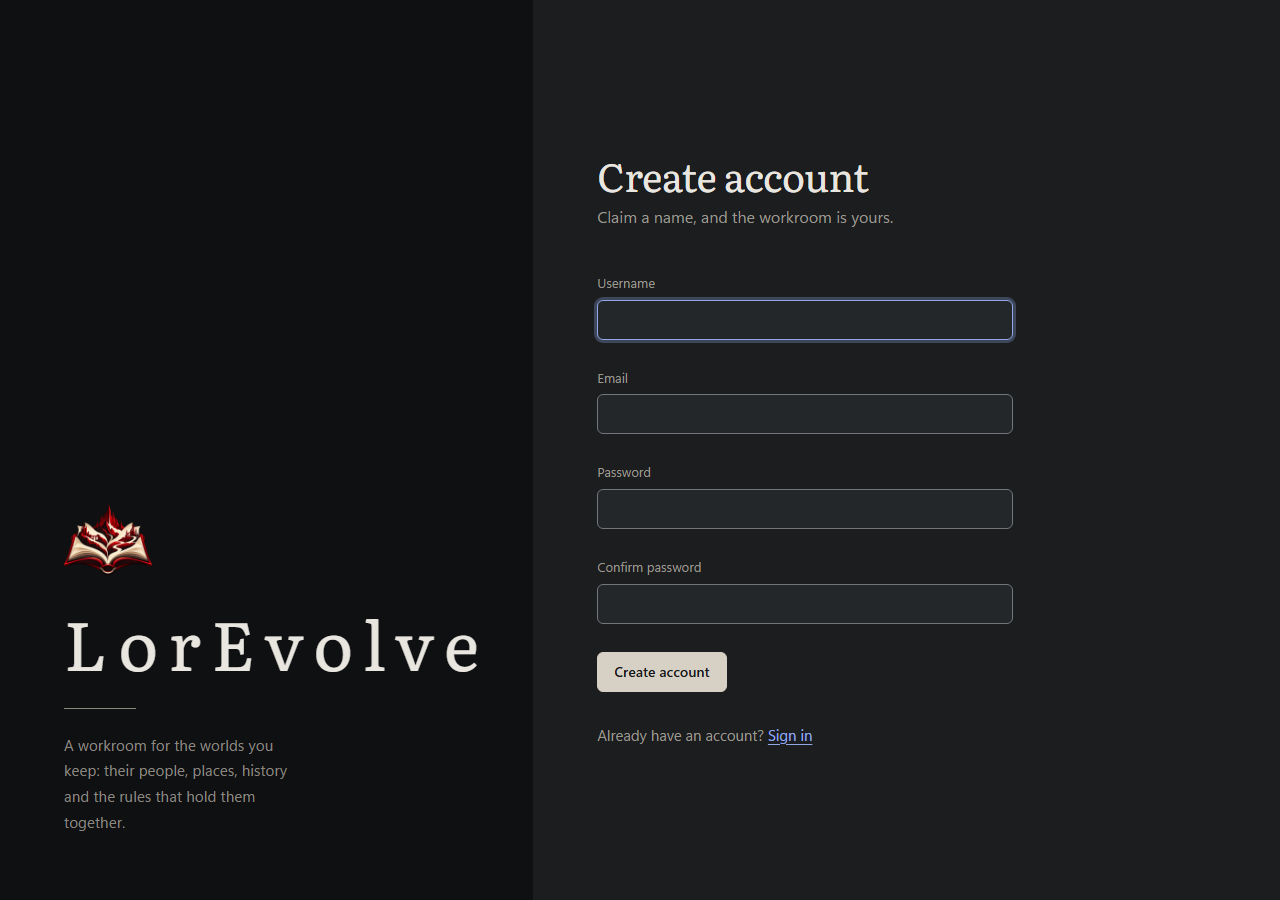 LorEvolve
A workroom for the worlds you
keep: their people, places, history
and the rules that hold them
together.
Create account
Claim a name, and the workroom is yours.
Username
Email
Password
Confirm password
Create account
Already have an account? Sign in